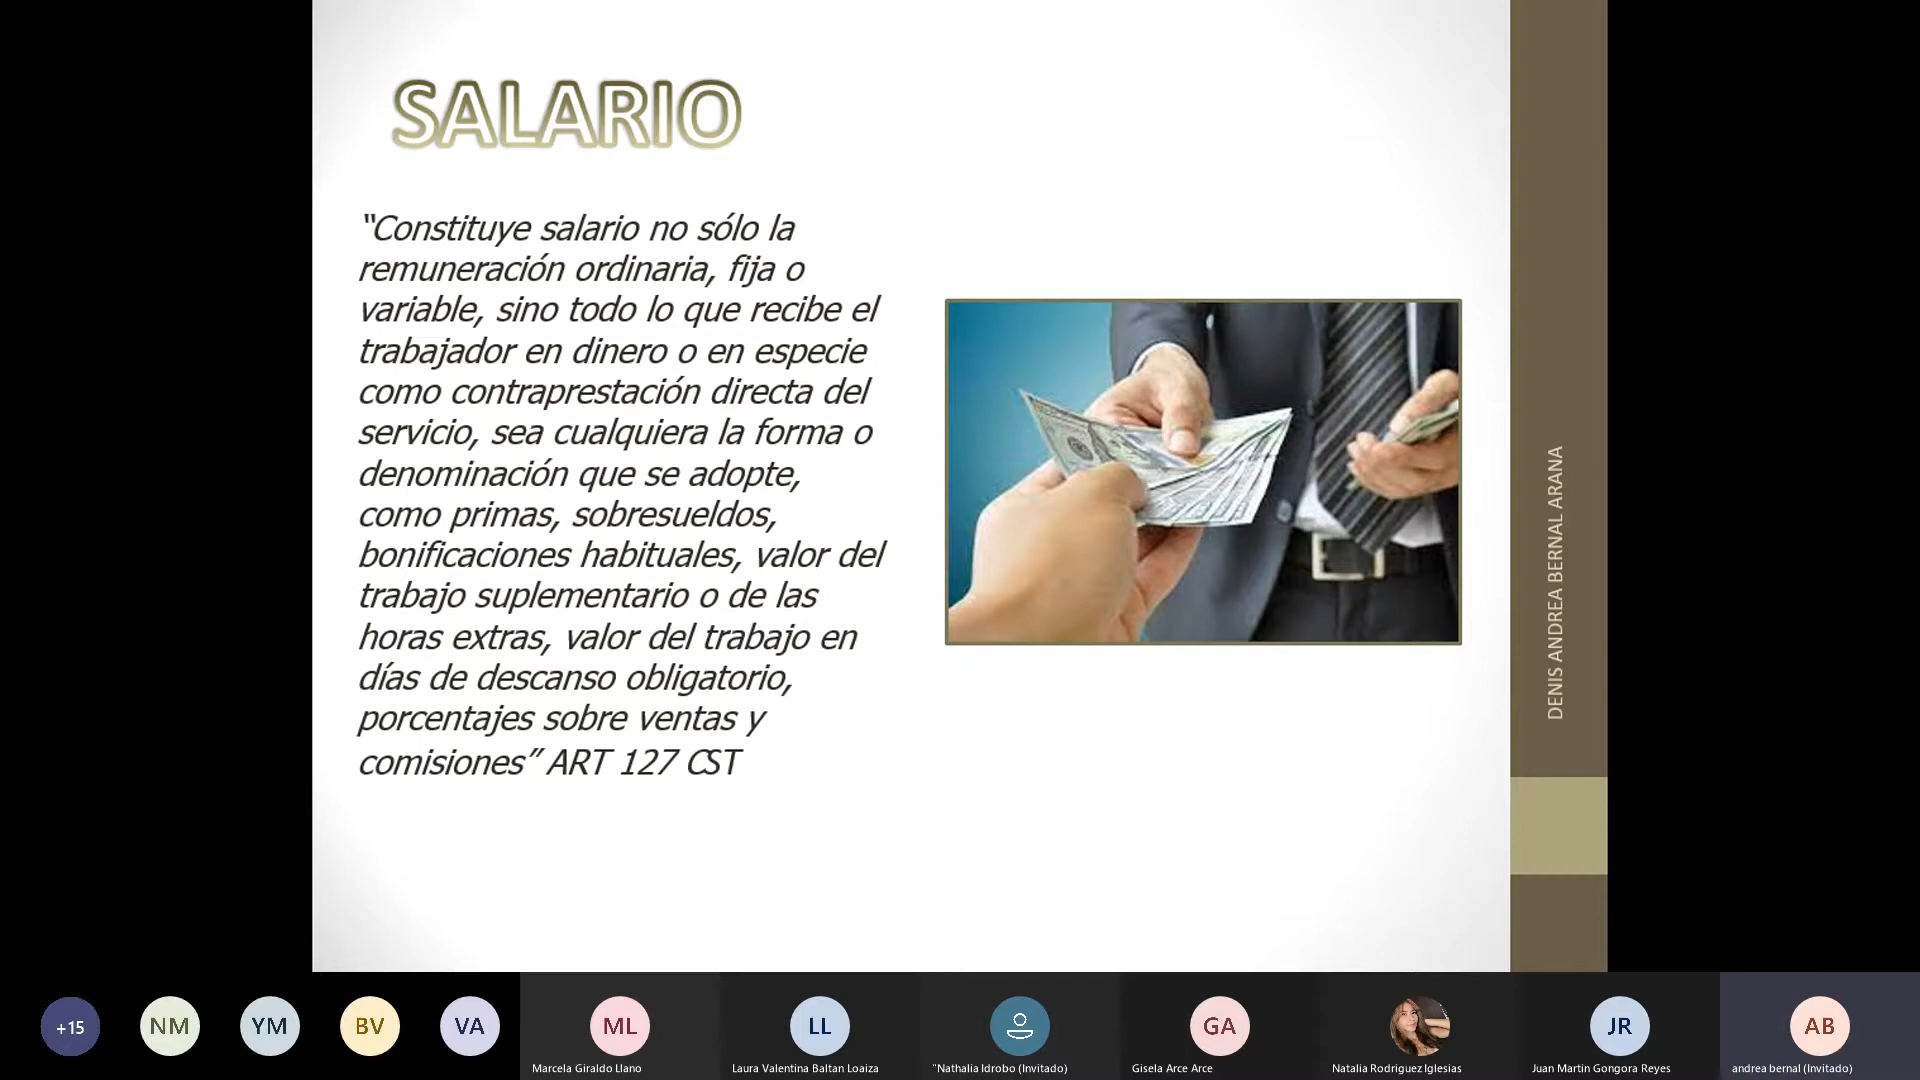 SALARIO
“Constituye salario no sólo la
remuneración ordinaria, fija o
variable, sino todo lo que recibe el
trabajador en dinero o en especie
como contraprestación directa del
servicio, sea cualquiera la forma o
denominación que se adopte,
como primas, sobresueldos,
bonificaciones habituales, valor del
trabajo suplementario o de las
horas extras, valor del trabajo en
días de descanso obligatorio,
porcentajes sobre ventas y
comisiones” ART 127 CST
DENIS ANDREA BERNAL ARANA
+15
NM
YM
BV
VA
ML
Marcela Giraldo Llano
LL
Laura Valentina Baltan Loaiza
"Nathalia Idrobo (Invitado)
GA
Gisela Arce Arce
Natalia Rodriguez Iglesias
JR
Juan Martin Gongora Reyes
AB
andrea bernal (Invitado)